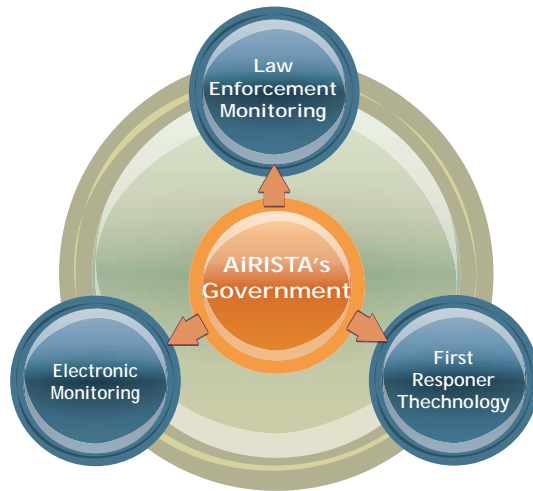 Law
Enforcement
Monitoring
AiRISTA's
Government
Electronic
Monitoring
First
Responer
Thechnology